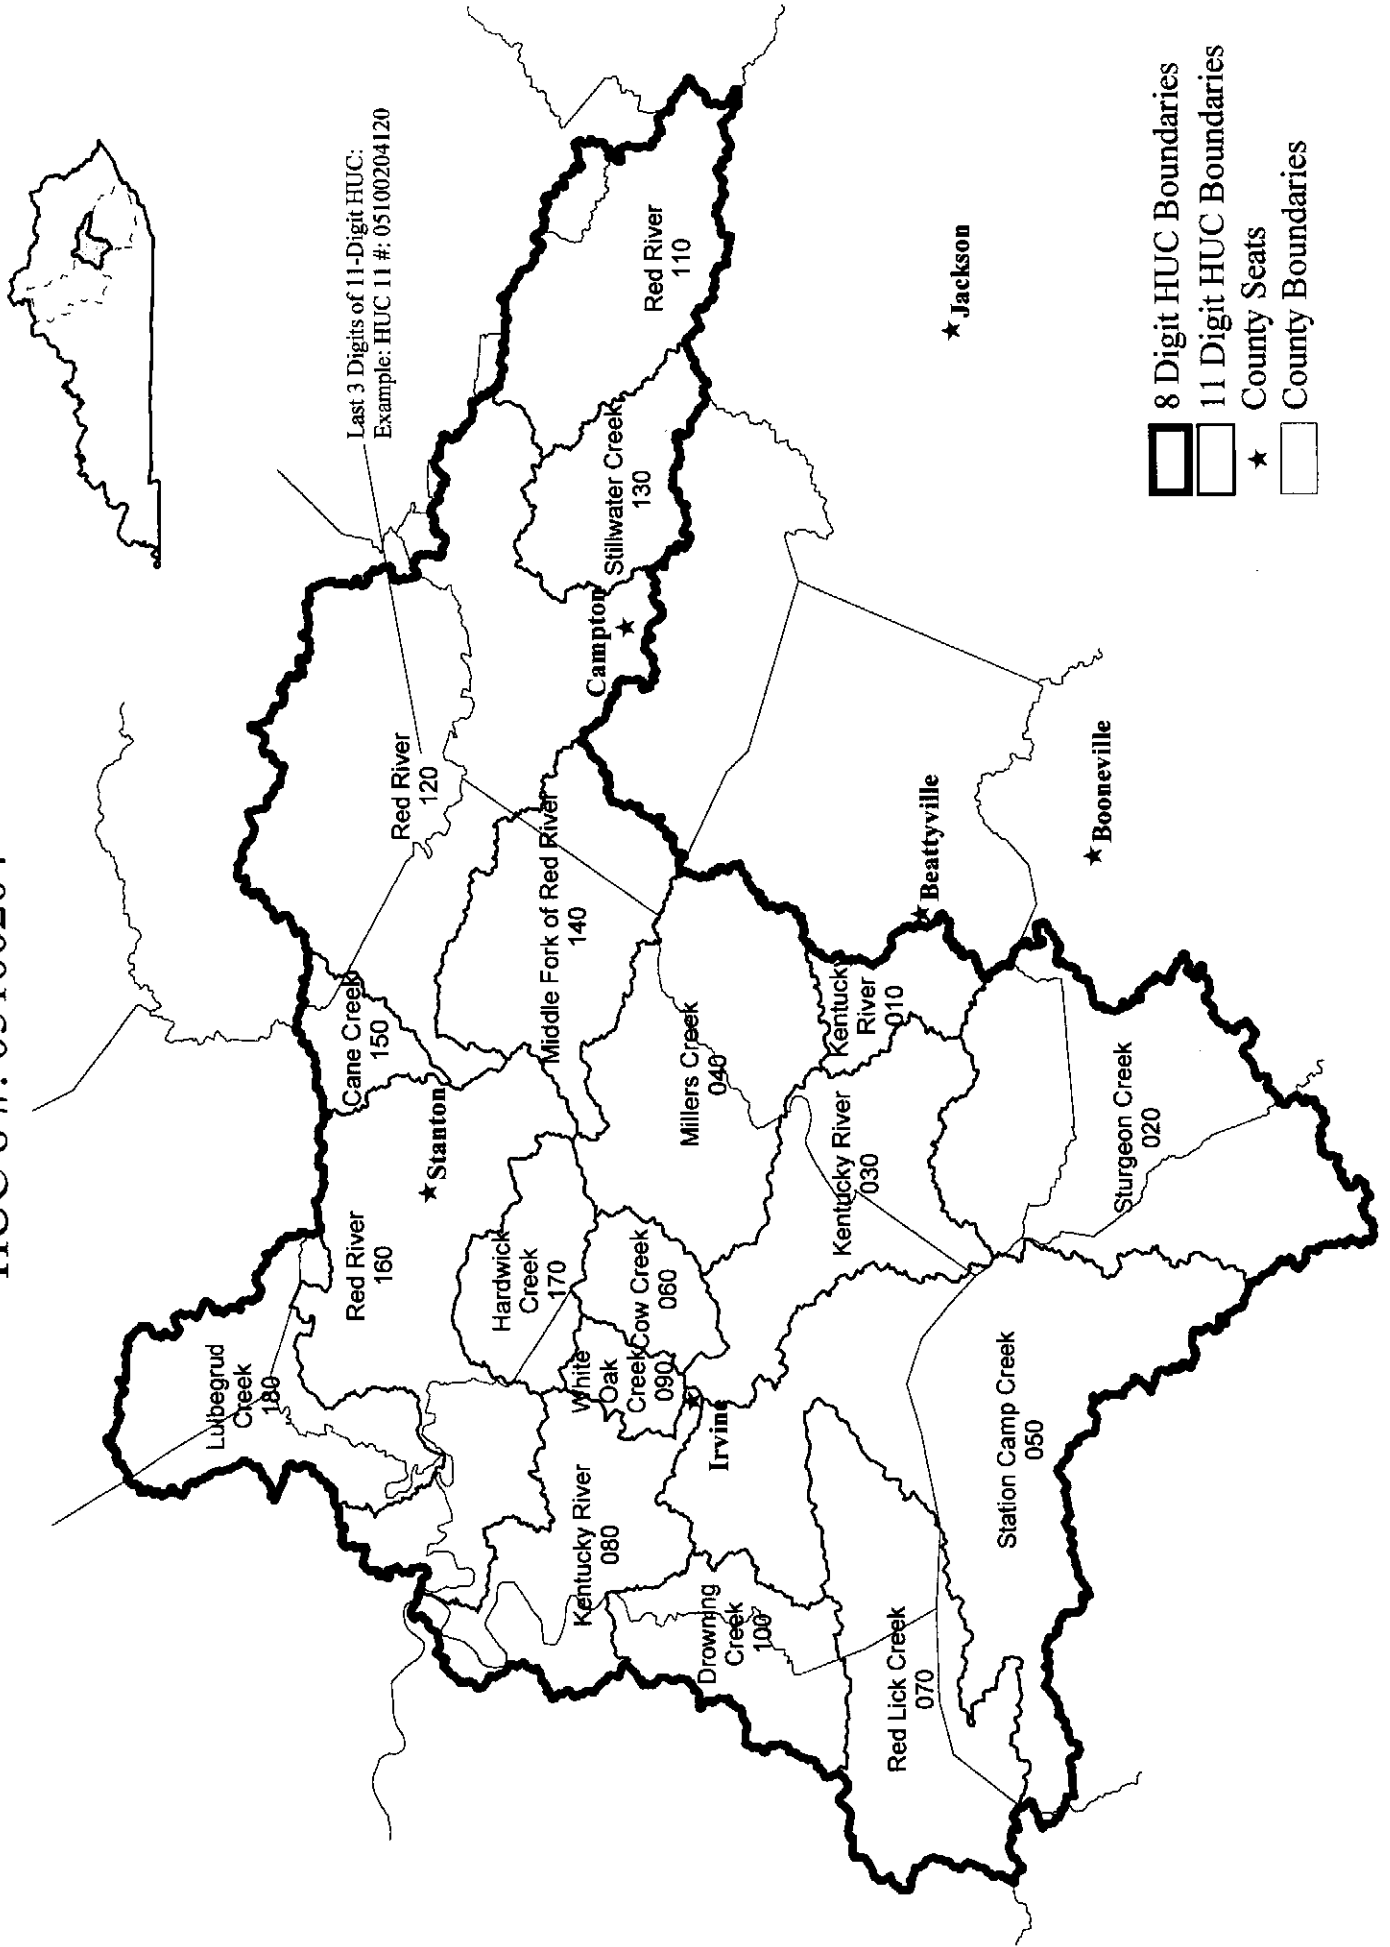 Last 3 Digits of 11-Digit HUC:
Example: HUC 11 #: 05100204120
Lulbegrud
Creek
180
Red River
160
Cane Creek
150
Red River
120
Stanton
Hardwick
Creek
170
Middle Fork of Red River
140
Campton
Stillwater Creek
130
Red River
110
Kentucky River
080
White
Oak
Creek
090
Cow Creek
060
Millers Creek
040
Irvine
Drowning
Creek
100
Kentucky River
030
Kentucky
River
010
Beattyville
Jackson
Red Lick Creek
070
Station Camp Creek
050
Sturgeon Creek
020
Booneville
8 Digit HUC Boundaries
11 Digit HUC Boundaries
County Seats
County Boundaries